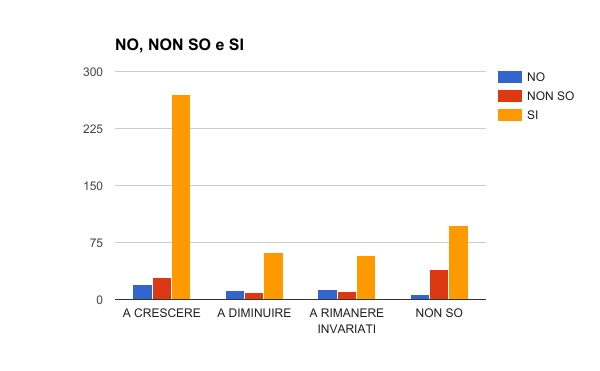 NO, NON SO e SI
300
225
150
75
0
NO
NON SO
SI
A CRESCERE
A DIMINUIRE
A RIMANERE
INVARIATI
NON SO